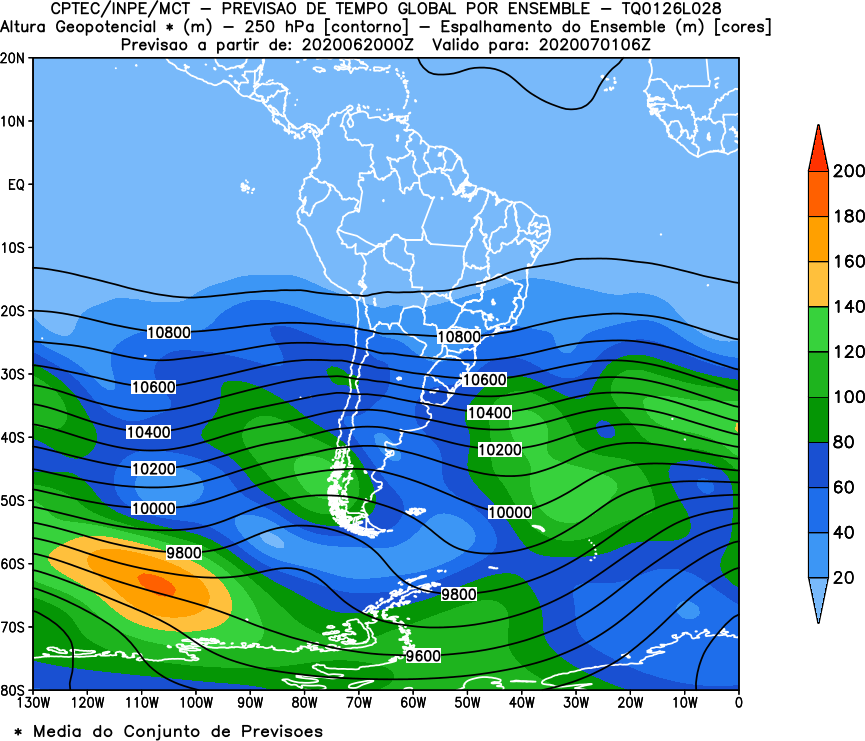 CPTEC/INPE/MCT − PREVISAO DE TEMPO GLOBAL POR ENSEMBLE − TQ0126L028
Altura Geopotencial * (m) − 250 hPa [contorno] − Espalhamento do Ensemble (m) [cores]
Previsao a partir de: 2020062000Z Valido para: 2020070106Z
20N
10N
EQ
10S
20S
30S
40S
50S
60S
70S
80S
10800
10800
10600
10600
10400
10400
10200
10200
10000
10000
9800
9800
9600
200
180
160
140
120
100
80
60
40
20
130W 120W 110W 100W 90W 80W 70W 60W 50W 40W 30W 20W 10W 0
* Media do Conjunto de Previsoes